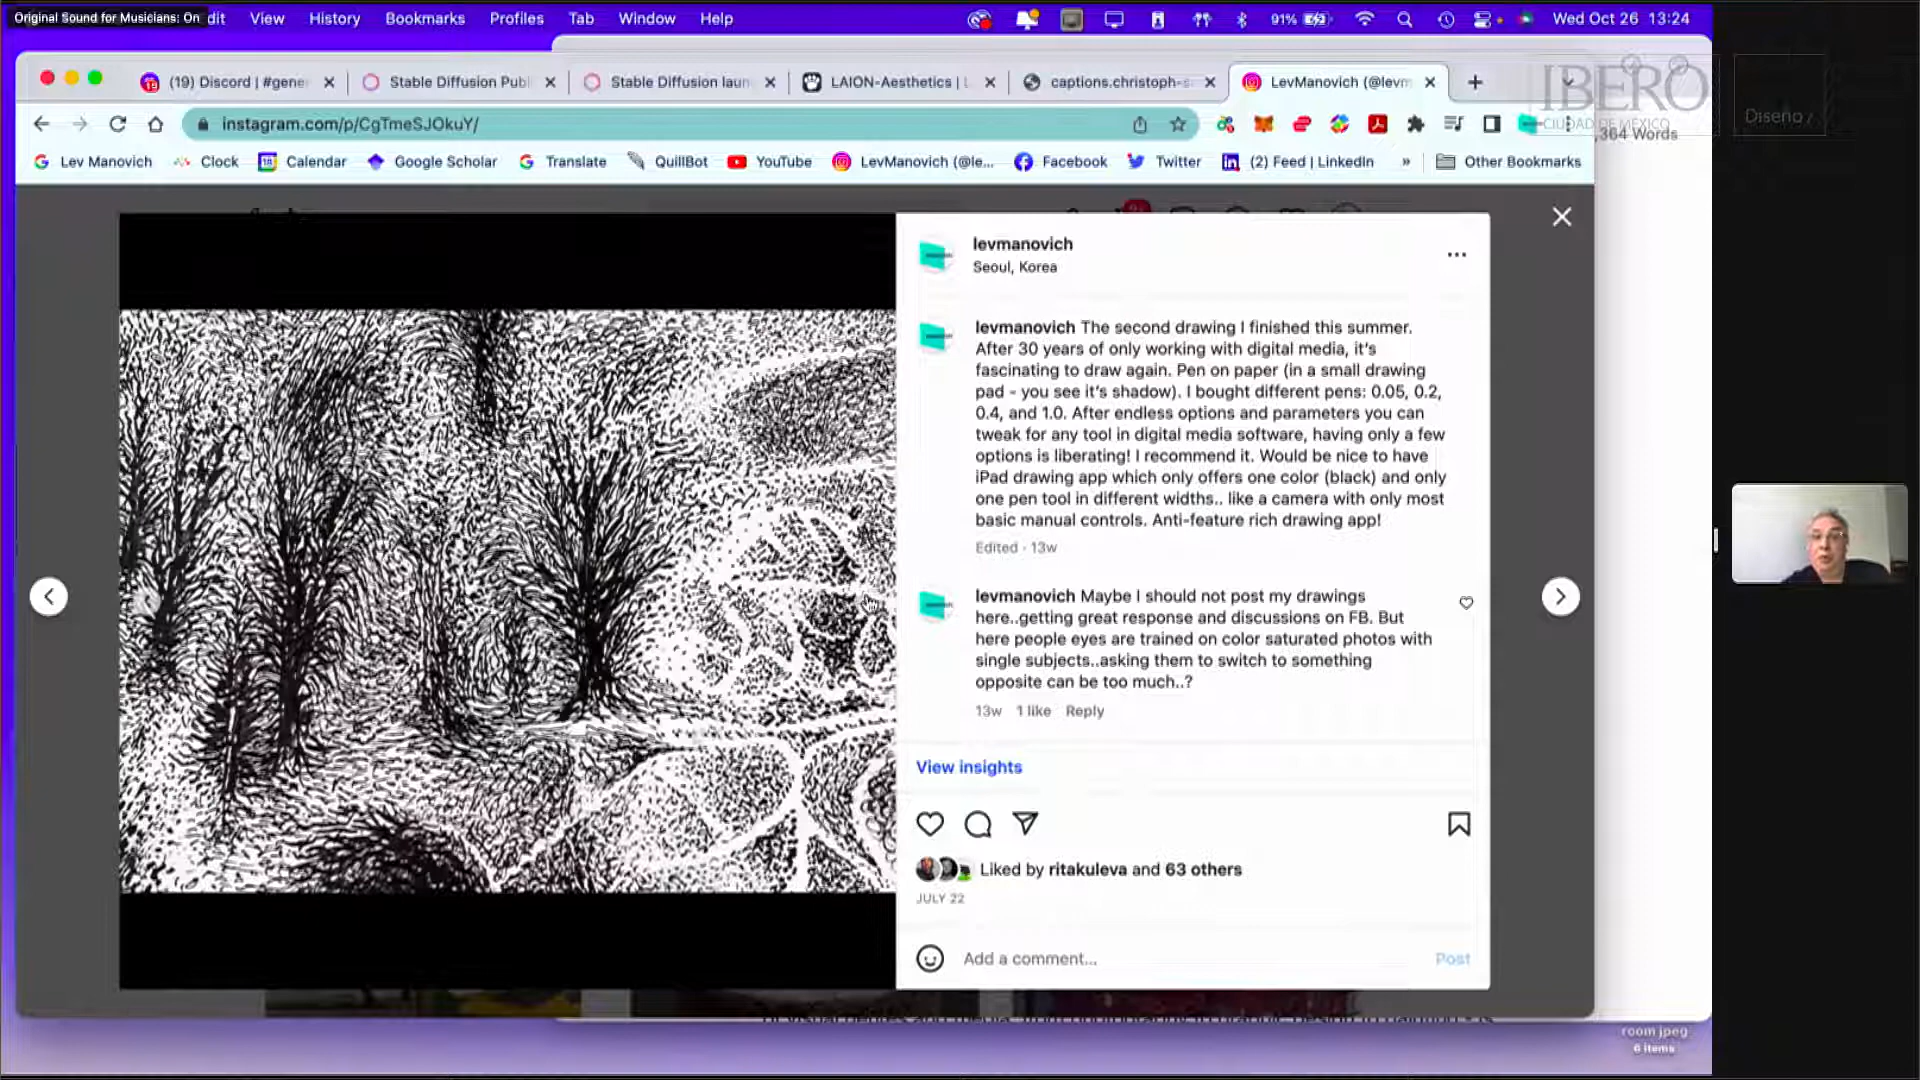 Original Sound for Musicians: On
dit View History Bookmarks Profiles Tab Window Help
91%
Wed Oct 26 13:24
(19) Discord | #gene
Stable Diffusion Publ
Stable Diffusion laun
LAION-Aesthetics | L
captions.christoph-s
LevManovich (@levm
IBERO
CIUDAD DE MÉXICO
Diseño /
instagram.com/p/CgTmeSJOkuY/
,364 Words
Lev Manovich
Clock
Calendar
Google Scholar
Translate
QuillBot
YouTube
LevManovich (@le...
Facebook
Twitter
(2) Feed | LinkedIn
»
Other Bookmarks
levmanovich
Seoul, Korea
levmanovich The second drawing I finished this summer.
After 30 years of only working with digital media, it's
fascinating to draw again. Pen on paper (in a small drawing
pad - you see it's shadow). I bought different pens: 0.05, 0.2,
0.4, and 1.0. After endless options and parameters you can
tweak for any tool in digital media software, having only a few
options is liberating! I recommend it. Would be nice to have
iPad drawing app which only offers one color (black) and only
one pen tool in different widths.. like a camera with only most
basic manual controls. Anti-feature rich drawing app!
Edited · 13w
levmanovich Maybe I should not post my drawings
here..getting great response and discussions on FB. But
here people eyes are trained on color saturated photos with
single subjects..asking them to switch to something
opposite can be too much..?
13w 1 like Reply
View insights
Liked by ritakuleva and 63 others
JULY 22
Add a comment...
Post
room jpeg
6 items